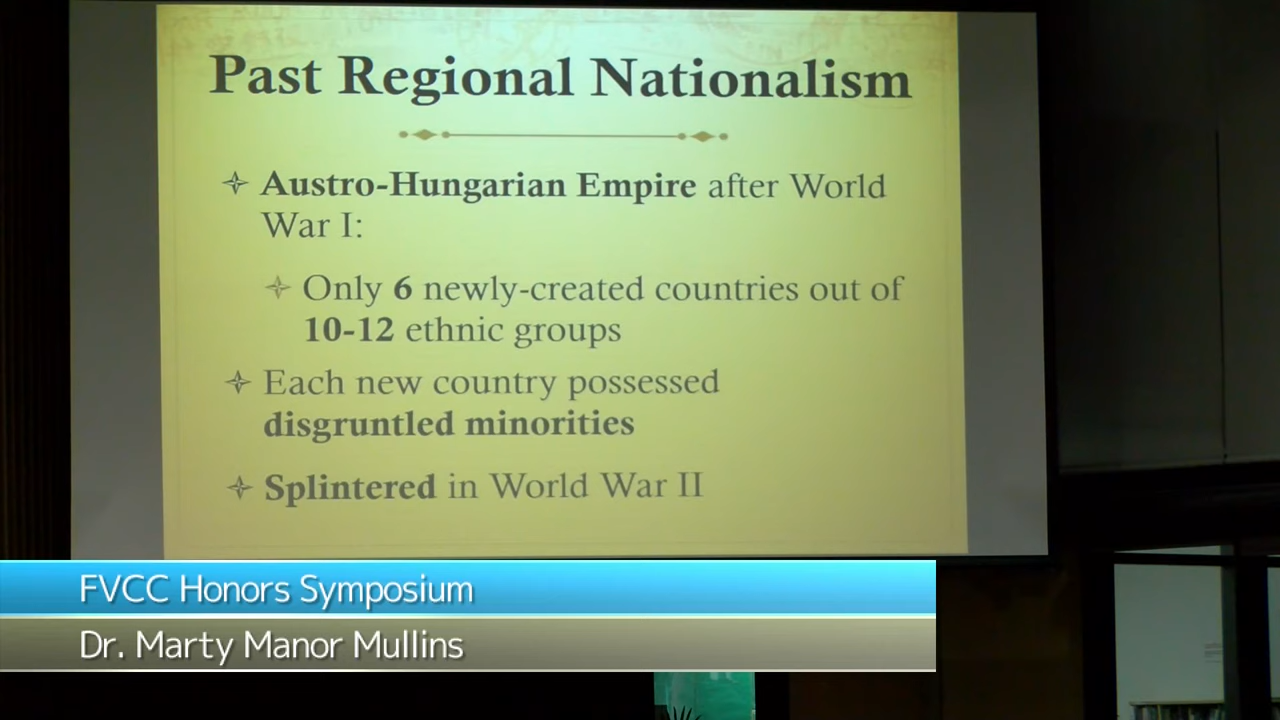 Past Regional Nationalism
Austro-Hungarian Empire after World
War I:
Only 6 newly-created countries out of
10-12 ethnic groups
Each new country possessed
disgruntled minorities
Splintered in World War II
FVCC Honors Symposium
Dr. Marty Manor Mullins